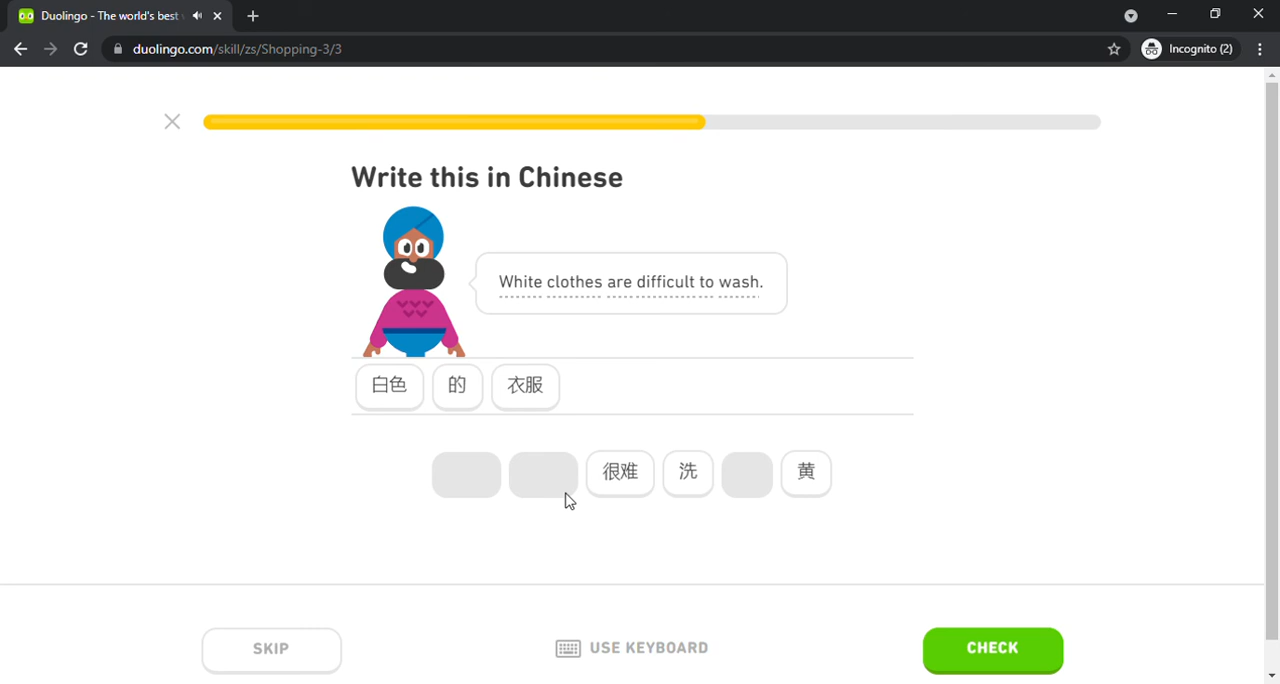 Duolingo - The world's best
duolingo.com/skill/zs/Shopping-3/3
Incognito (2)
Write this in Chinese
White clothes are difficult to wash.
白色 的 衣服
很难 洗 黄
SKIP
USE KEYBOARD
CHECK